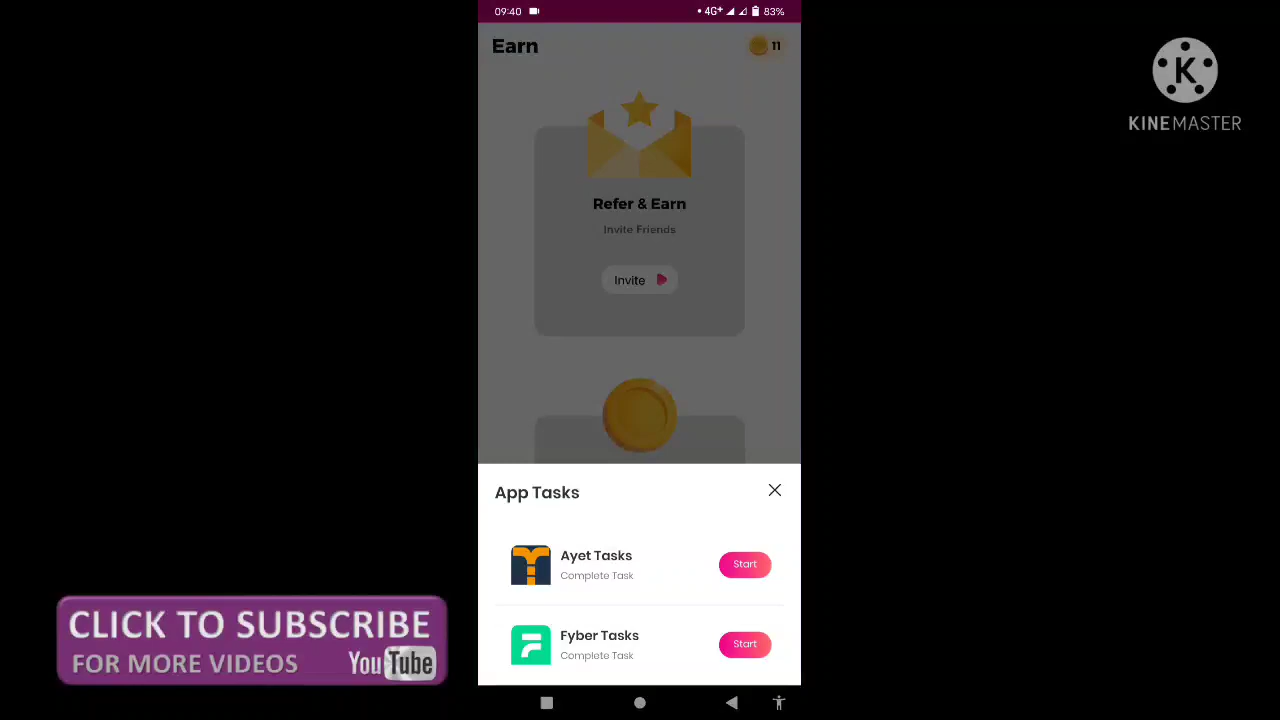 09:40
4G+
83%
Earn
11
Refer & Earn
Invite Friends
Invite
App Tasks
Ayet Tasks
Complete Task
Start
Fyber Tasks
Complete Task
Start
K
KINEMASTER
CLICK TO SUBSCRIBE
FOR MORE VIDEOS
YouTube